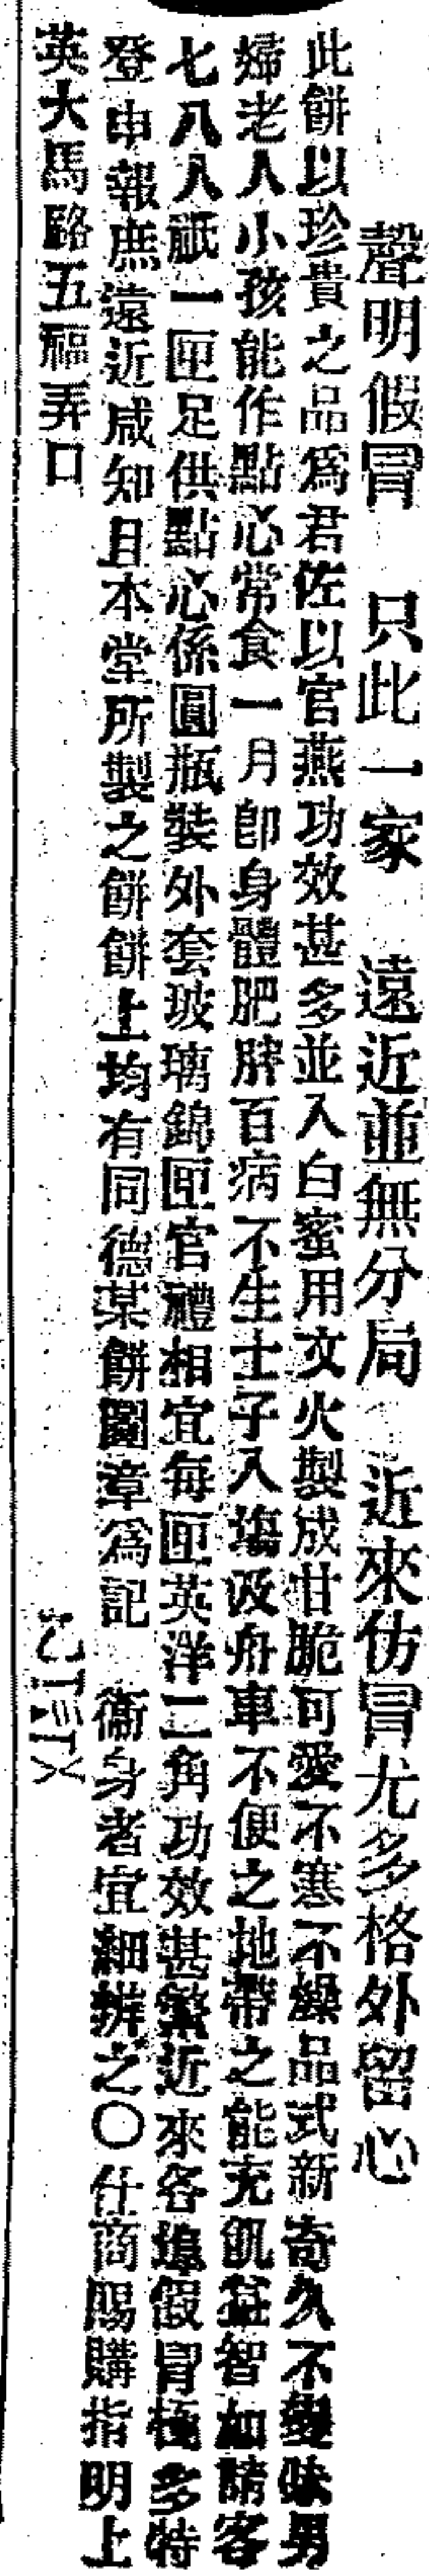 聲明假冒　只此一家　遠近並無分局　近來仿冒尤多格外留心
此餅以珍貴之品爲君佐以官燕功效甚多並入白蜜用文火製成甘脆可愛不寒不燥品式新奇久不變味男
婦老人小孩能作點心常食一月卽身體肥胖百病不生士子入塲及舟車不便之地帶之能充飢益智如請客
七八人祇一匣足供點心係圓瓶裝外套玻璃錦匣官禮相宜每匣英洋二角功效甚繁近來各埠假冒極多特
登申報庶遠近咸知且本堂所製之餅餅上均有同德某餅圖章爲記　衞身者宜細辨之〇仕商賜購指明上
英大馬路五福弄口